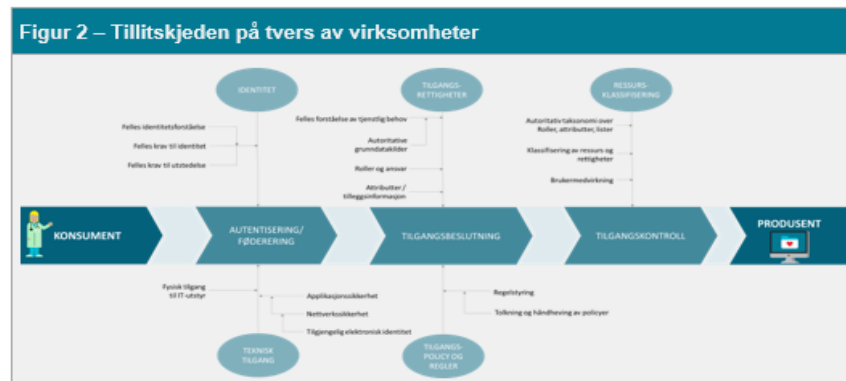 Figur 2 – Tillitskjeden på tvers av virksomheter
IDENTITET
TILGANGS-
RETTIGHETER
RESSURS-
KLASSIFISERING
Felles identitetsforståelse
Felles krav til identitet
Felles krav til utstedelse
Felles forståelse av tjenstlig behov
Autoritative
grunndatakilder
Roller og ansvar
Attributter /
tilleggsinformasjon
Autoritativ taksonomi over
Roller, attributter, lister
Klassifisering av ressurs og
rettigheter
Brukermedvirkning
KONSUMENT
AUTENTISERING/
FØDERERING
TILGANGSBESLUTNING
TILGANGSKONTROLL
PRODUSENT
Fysisk tilgang
til IT-utstyr
Applikasjonssikkerhet
Nettverkssikkerhet
Tilgjengelig elektronisk identitet
Regelstyring
Tolkning og håndheving av policyer
TEKNISK
TILGANG
TILGANGS-
POLICY OG
REGLER